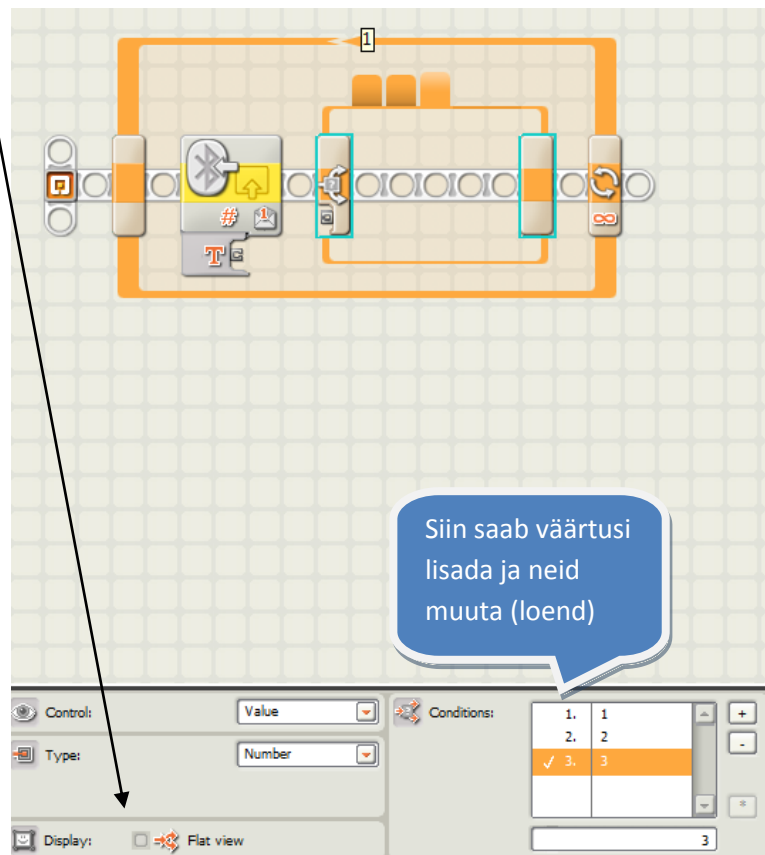 1
# 1
T
Siin saab väärtusi
lisada ja neid
muuta (loend)
Control: Value
Type: Number
Display: Flat view
Conditions:
1. 1
2. 2
✓ 3. 3
+
-
*
3